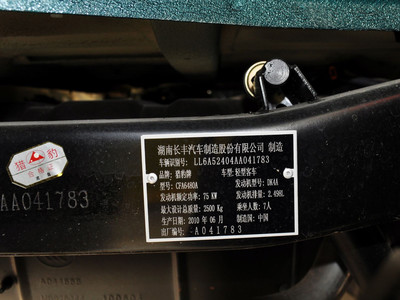 猎 豹
AA041783
湖南长丰汽车制造股份有限公司 制造
车辆识别号: LL6A52404AA041783
品牌: 猎豹牌 车型: 轻型客车
型号: CFA6480A 发动机型号: DK4A
发动机额定功率: 75 KW 发动机排量: 2.498L
最大设计总质量: 2500 Kg 乘坐人数: 7人
生产日期: 2010 年 06 月 制造国: 中国
出厂编号: -A041783